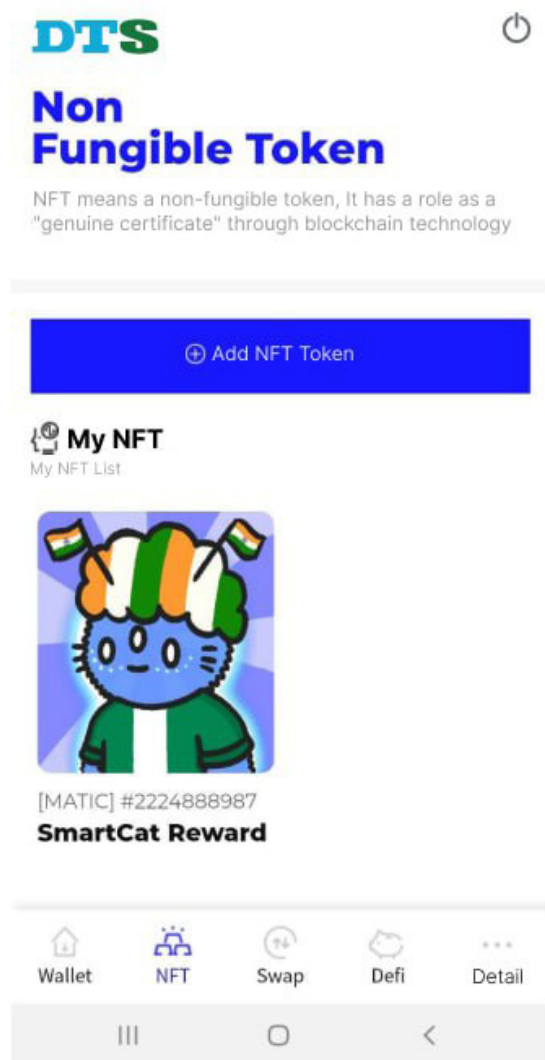 DTS
Non
Fungible Token
NFT means a non-fungible token, It has a role as a
"genuine certificate" through blockchain technology
Add NFT Token
My NFT
My NFT List
[MATIC] #2224888987
SmartCat Reward
Wallet NFT Swap Defi Detail